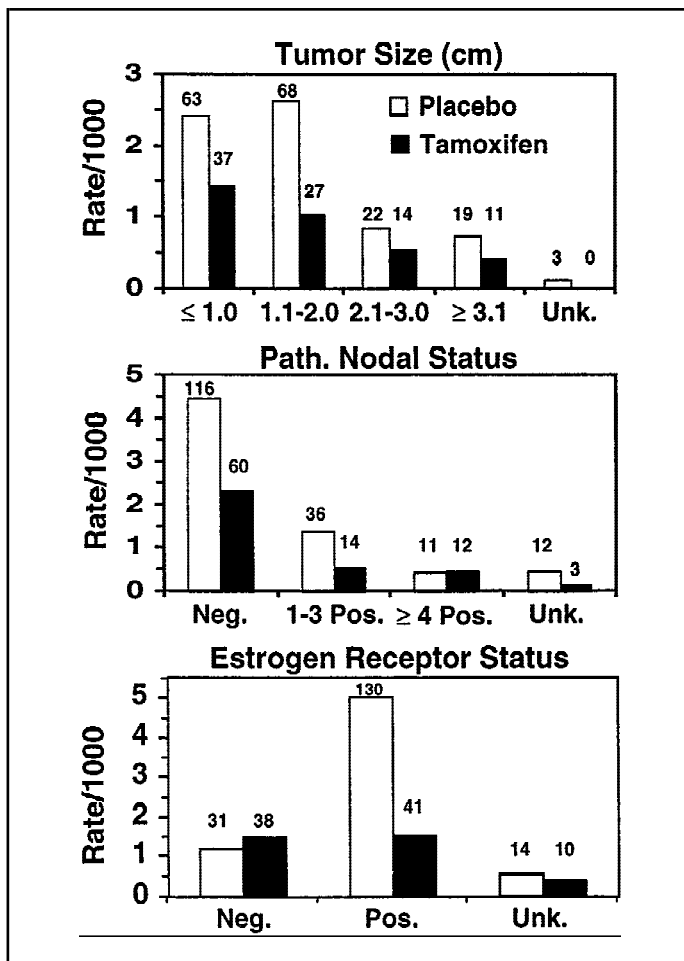 Tumor Size (cm)
3
2
1
0
Rate/1000
63
37
68
27
22
14
19
11
3
0
Placebo
Tamoxifen
≤ 1.0
1.1-2.0
2.1-3.0
≥ 3.1
Unk.
Path. Nodal Status
5
4
3
2
1
0
Rate/1000
116
60
36
14
11
12
12
3
Neg.
1-3 Pos.
≥ 4 Pos.
Unk.
Estrogen Receptor Status
5
4
3
2
1
0
Rate/1000
31
38
130
41
14
10
Neg.
Pos.
Unk.